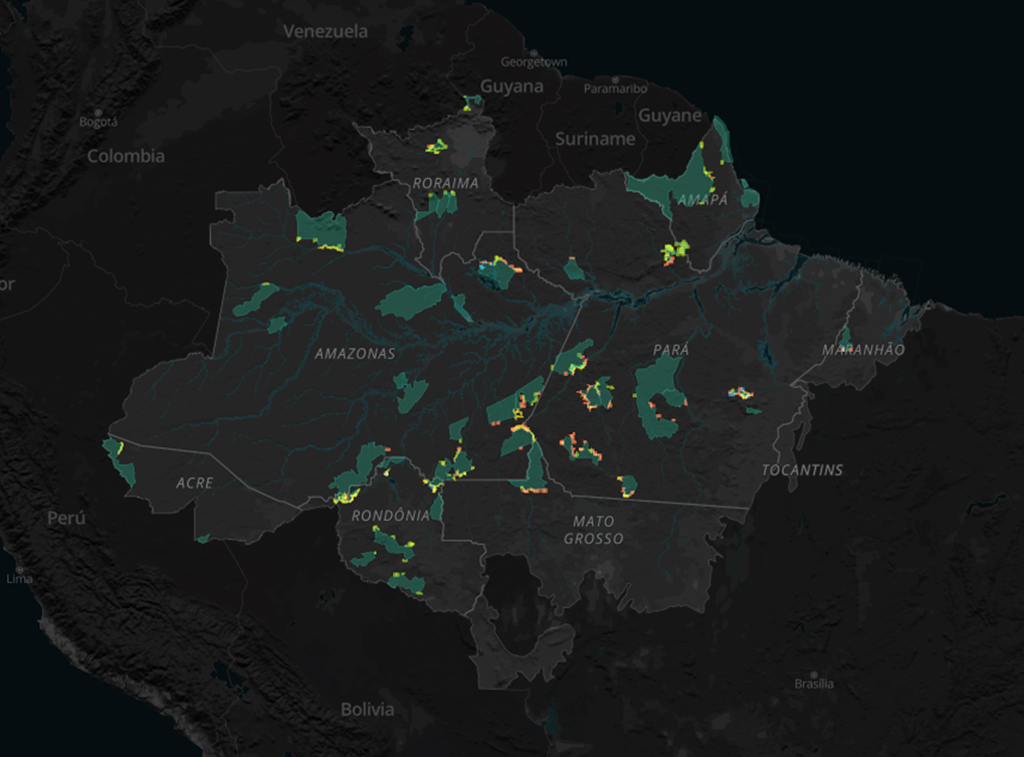 Venezuela
Georgetown
Guyana
Paramaribo
Guyane
Bogotá
Suriname
Colombia
RORAIMA
AMAPÁ
or
AMAZONAS
PARÁ
MARANHÃO
TOCANTINS
ACRE
RONDÔNIA
Perú
MATO
GROSSO
Lima
Brasília
Bolivia